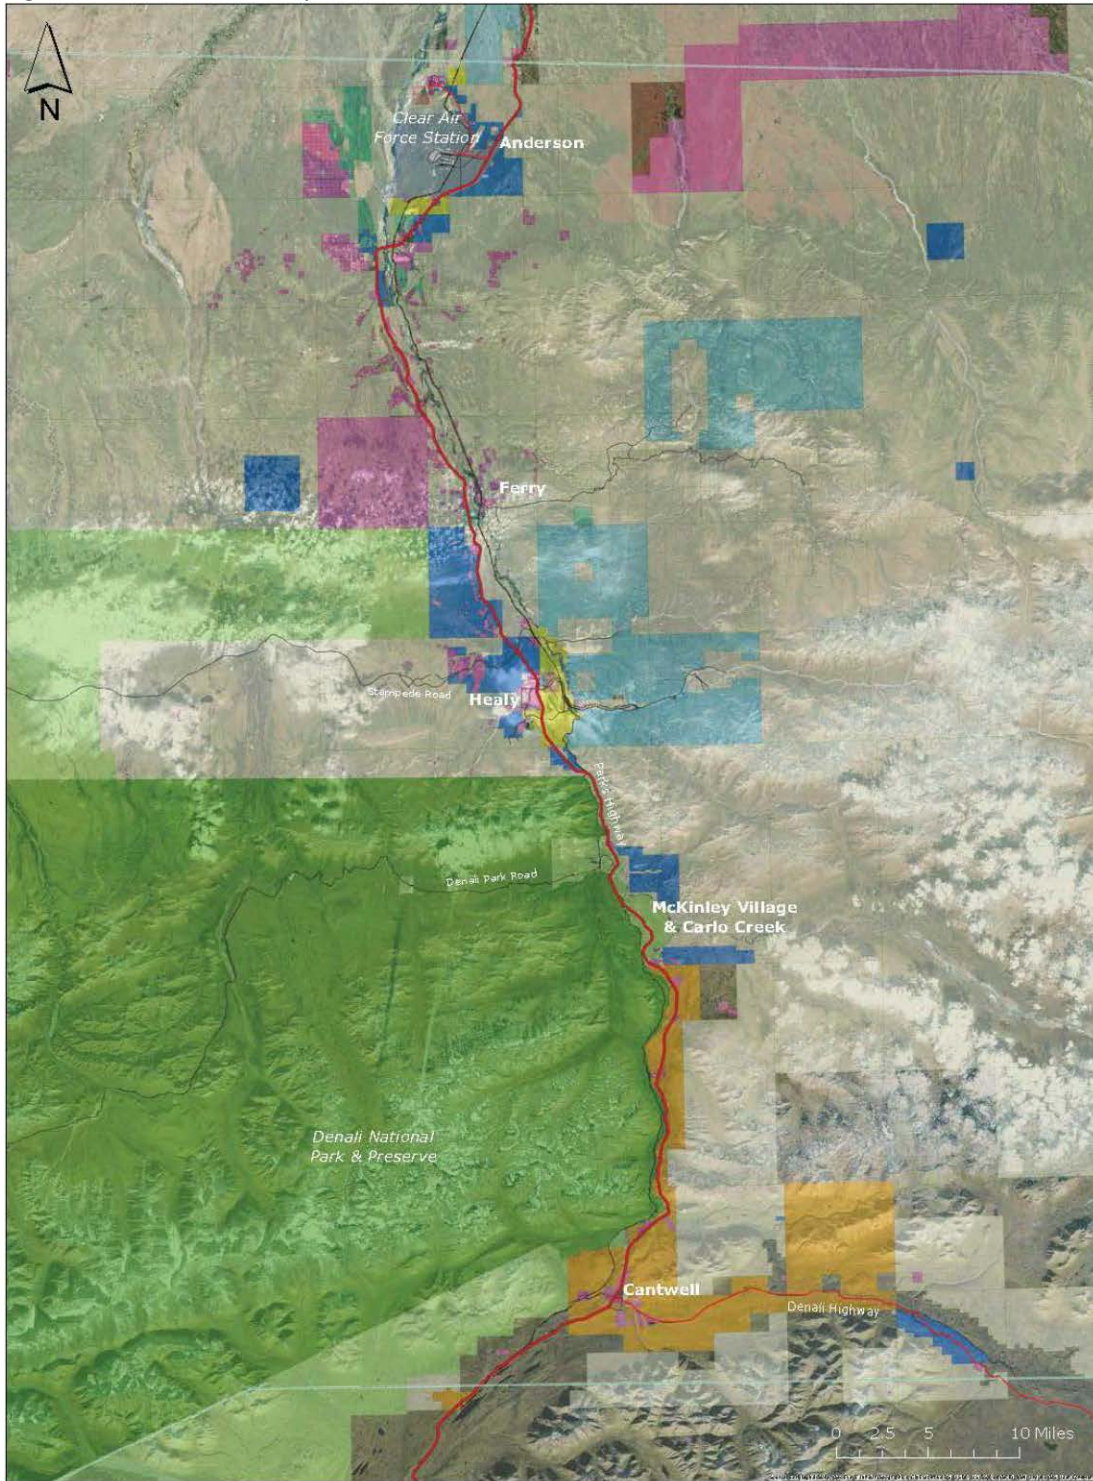 N
Clear Air
Force Station
Anderson
Ferry
Stampede Road
Healy
Parks Highway
Denali Park Road
McKinley Village
& Carlo Creek
Denali National
Park & Preserve
Cantwell
Denali Highway
0 2.5 5 10 Miles